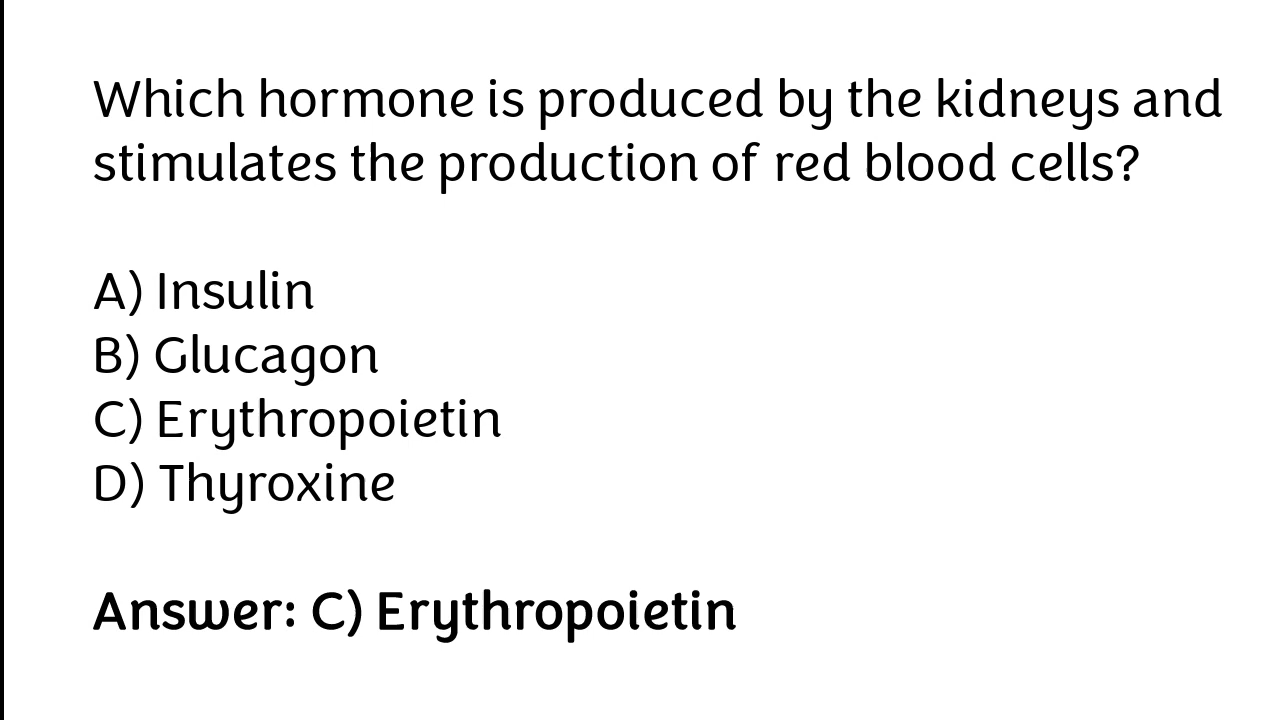 Which hormone is produced by the kidneys and
stimulates the production of red blood cells?
A) Insulin
B) Glucagon
C) Erythropoietin
D) Thyroxine
Answer: C) Erythropoietin